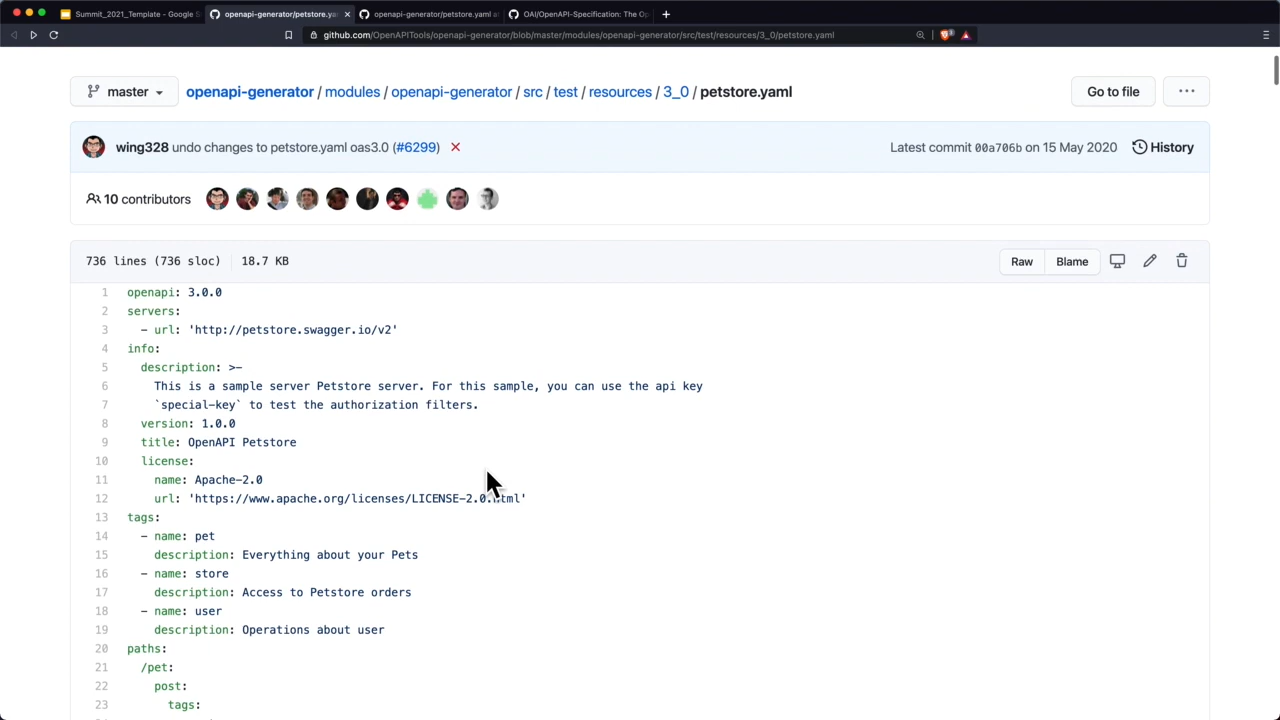 Summit_2021_Template - Google S
openapi-generator/petstore.ya
openapi-generator/petstore.yaml a
OAI/OpenAPI-Specification: The Op
github.com/OpenAPITools/openapi-generator/blob/master/modules/openapi-generator/src/test/resources/3_0/petstore.yaml
master
openapi-generator / modules / openapi-generator / src / test / resources / 3_0 / petstore.yaml
Go to file
wing328 undo changes to petstore.yaml oas3.0 (#6299)
Latest commit 00a706b on 15 May 2020
History
10 contributors
736 lines (736 sloc)
18.7 KB
Raw
Blame
1 openapi: 3.0.0
2 servers:
3 - url: 'http://petstore.swagger.io/v2'
4 info:
5 description: >-
6 This is a sample server Petstore server. For this sample, you can use the api key
7 `special-key` to test the authorization filters.
8 version: 1.0.0
9 title: OpenAPI Petstore
10 license:
11 name: Apache-2.0
12 url: 'https://www.apache.org/licenses/LICENSE-2.0.html'
13 tags:
14 - name: pet
15 description: Everything about your Pets
16 - name: store
17 description: Access to Petstore orders
18 - name: user
19 description: Operations about user
20 paths:
21 /pet:
22 post:
23 tags: